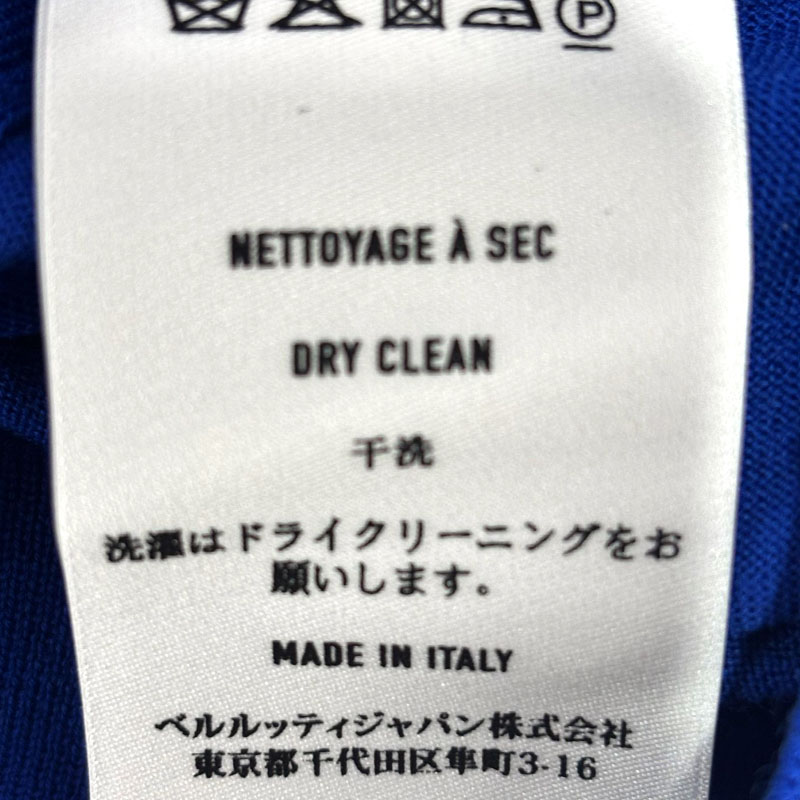 P
NETTOYAGE À SEC
DRY CLEAN
干洗
洗濯はドライクリーニングをお
願いします。
MADE IN ITALY
ベルルッティジャパン株式会社
東京都千代田区隼町3-16